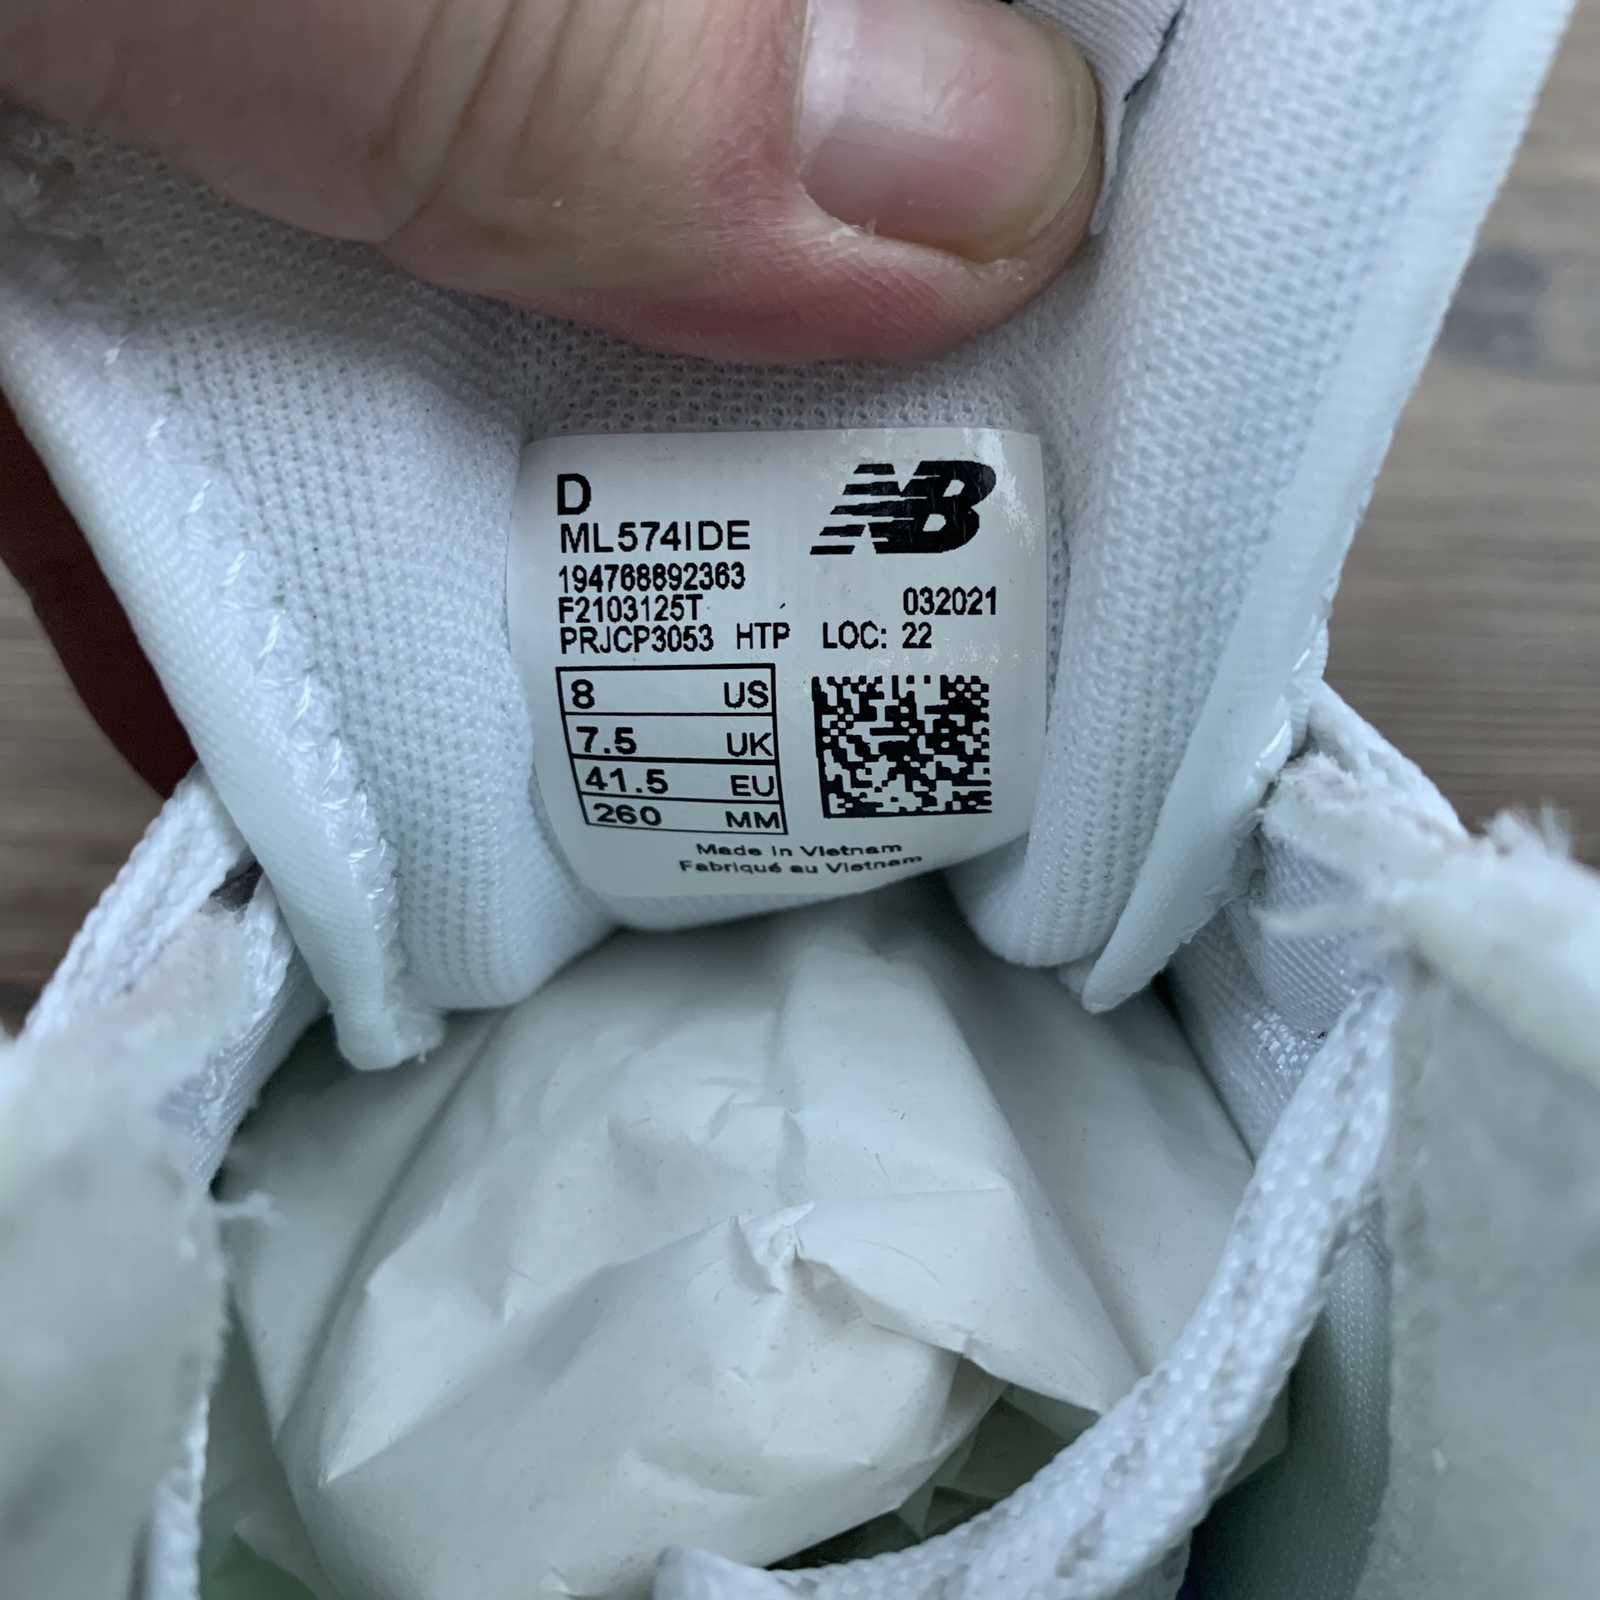 D
NB
ML574IDE
194768892363
F2103125T 032021
PRJCP3053 HTP LOC: 22
8 US
7.5 UK
41.5 EU
260 MM
Made in Vietnam
Fabriqué au Vietnam